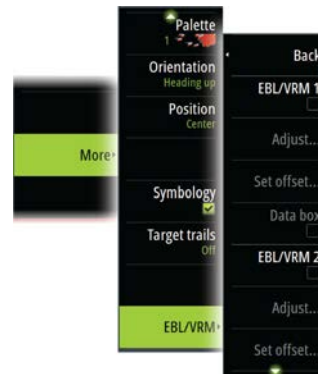 More
Palette
1
Orientation
Heading up
Position
Center
Symbology
Target trails
Off
EBL/VRM
Back
EBL/VRM 1
Adjust...
Set offset...
Data box
EBL/VRM 2
Adjust...
Set offset...